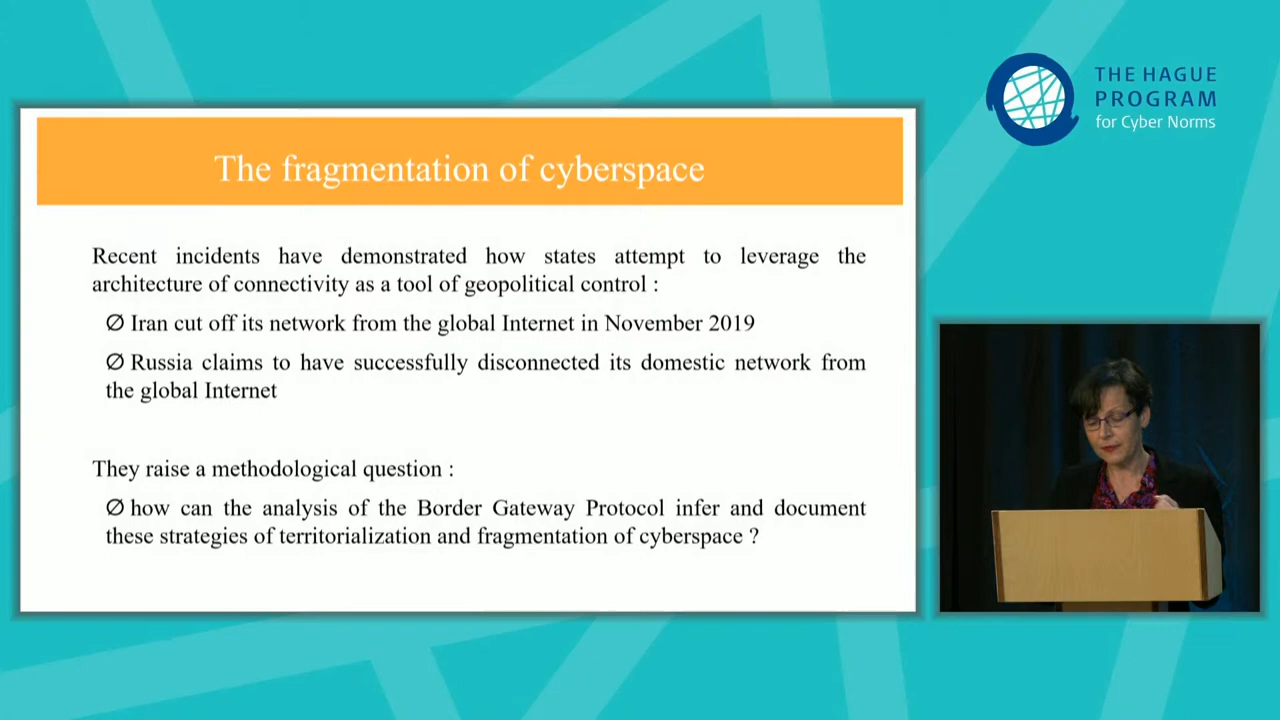 THE HAGUE
PROGRAM
for Cyber Norms
The fragmentation of cyberspace
Recent incidents have demonstrated how states attempt to leverage the
architecture of connectivity as a tool of geopolitical control :
Ø Iran cut off its network from the global Internet in November 2019
Ø Russia claims to have successfully disconnected its domestic network from
the global Internet
They raise a methodological question :
Ø how can the analysis of the Border Gateway Protocol infer and document
these strategies of territorialization and fragmentation of cyberspace ?